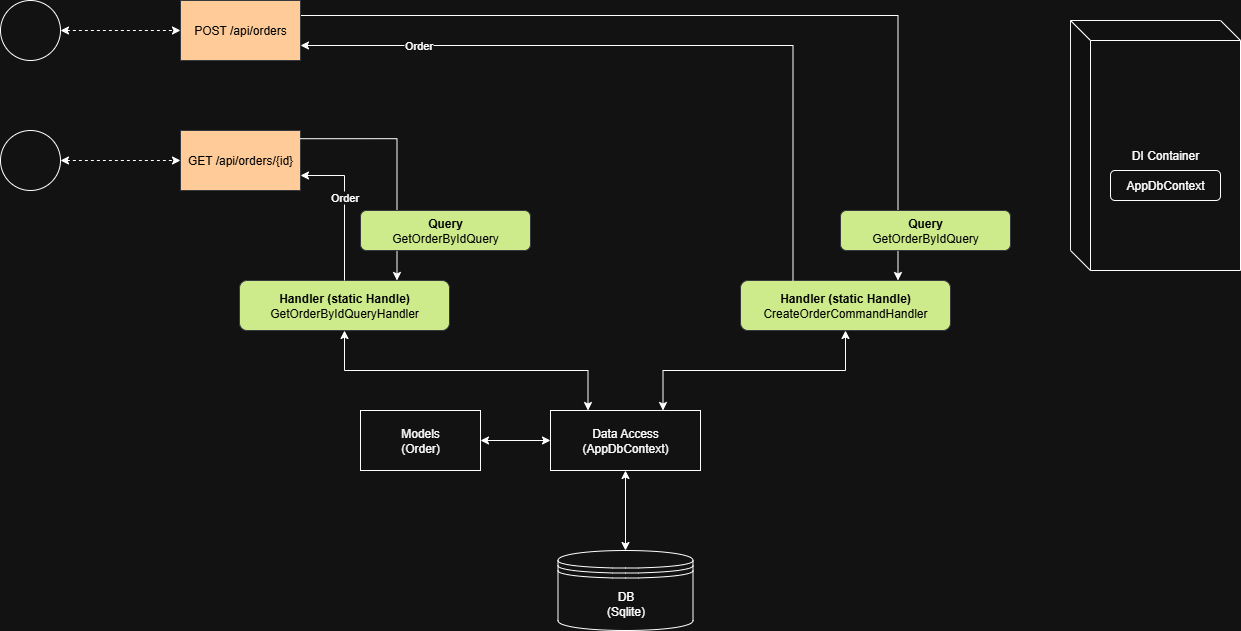 POST /api/orders
Order
GET /api/orders/{id}
Order
DI Container
AppDbContext
Query
GetOrderByIdQuery
Query
GetOrderByIdQuery
Handler (static Handle)
GetOrderByIdQueryHandler
Handler (static Handle)
CreateOrderCommandHandler
Models
(Order)
Data Access
(AppDbContext)
DB
(Sqlite)